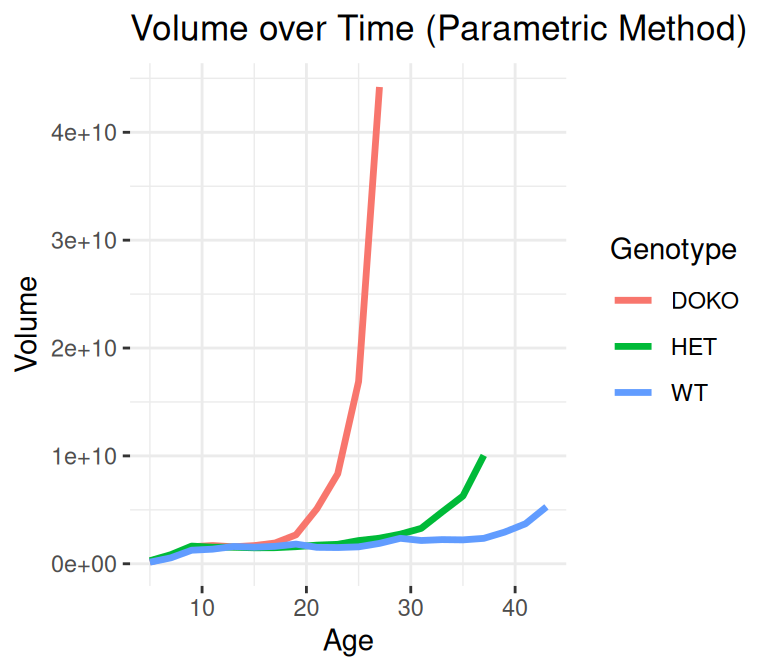 Volume over Time (Parametric Method)
4e+10
3e+10
2e+10
1e+10
0e+00
Volume
10
20
30
40
Age
Genotype
DOKO
HET
WT